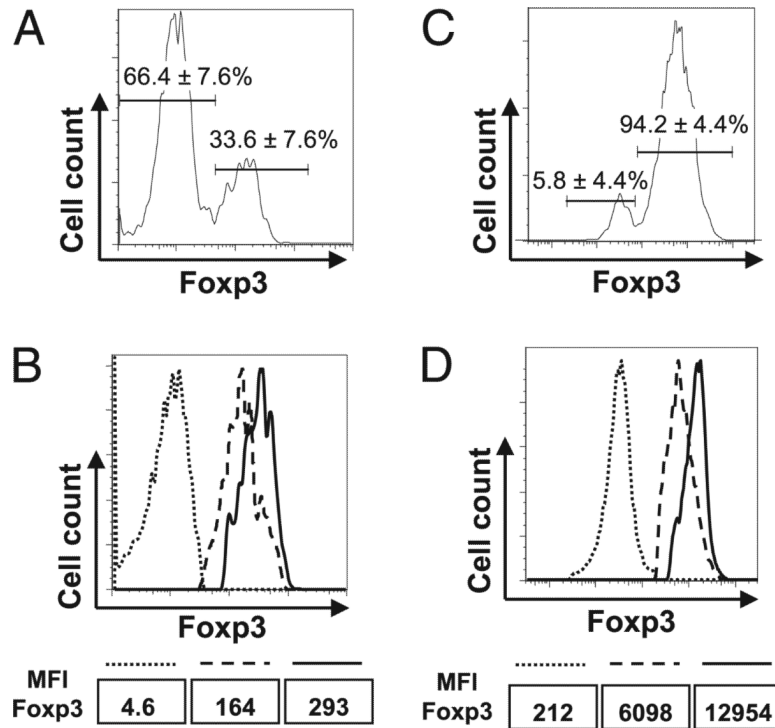 A
66.4 ± 7.6%
33.6 ± 7.6%
Cell count
Foxp3
C
94.2 ± 4.4%
5.8 ± 4.4%
Cell count
Foxp3
B
Cell count
Foxp3
MFI
Foxp3
4.6 164 293
D
Cell count
Foxp3
MFI
Foxp3
212 6098 12954